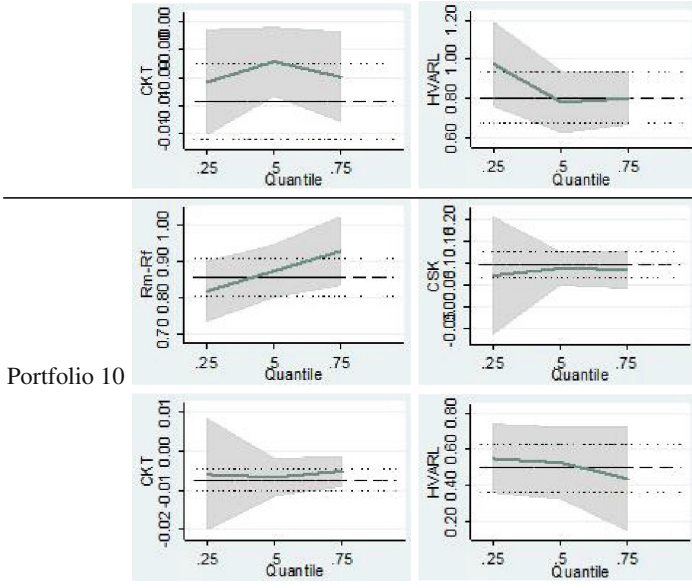 CKT
.25 .5 .75
Quantile
HVARL
0.60 0.80 1.00 1.20
.25 .5 .75
Quantile
Portfolio 10
Rm-Rf
0.70 0.80 0.90 1.00
.25 .5 .75
Quantile
CSK
.25 .5 .75
Quantile
CKT
-0.02 -0.01 0.00 0.01
.25 .5 .75
Quantile
HVARL
0.20 0.40 0.60 0.80
.25 .5 .75
Quantile